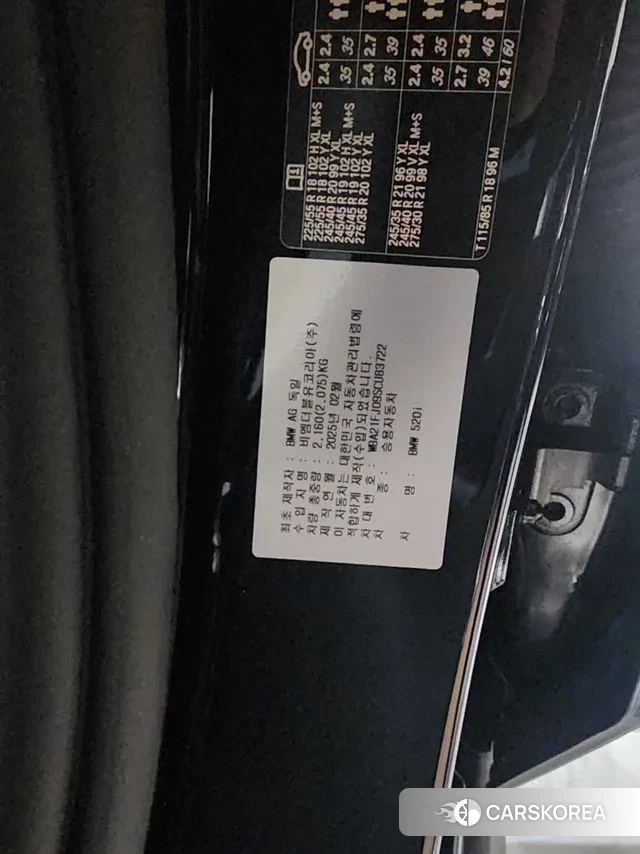 2.4 2.4
35 35
2.4 2.7
35 39
2.4 2.4
35 35
2.7 3.2
39 46
4.2 / 60
225/55 R 18 102 H XL M+S
225/55 R 18 102 Y XL
245/40 R 20 99 Y XL
245/45 R 19 102 H XL M+S
245/45 R 19 102 Y XL
275/35 R 20 102 Y XL
245/35 R 21 96 Y XL
245/40 R 20 99 V XL M+S
275/30 R 21 98 Y XL
T 115/85 R 18 96 M
최초 제작자 : BMW AG 독일
수 입 자 명 : 비엠더블유코리아(주)
차량 총중량 : 2,160(2,075)KG
제 작 연 월 : 2025년 02월
이 자동차는 대한민국 자동차관리법령에
적합하게 제작(수입)되었습니다.
차 대 번 호 : WBA21FJ09SCU83722
차 종 : 승용자동차
차 명 : BMW 520i
CARSKOREA